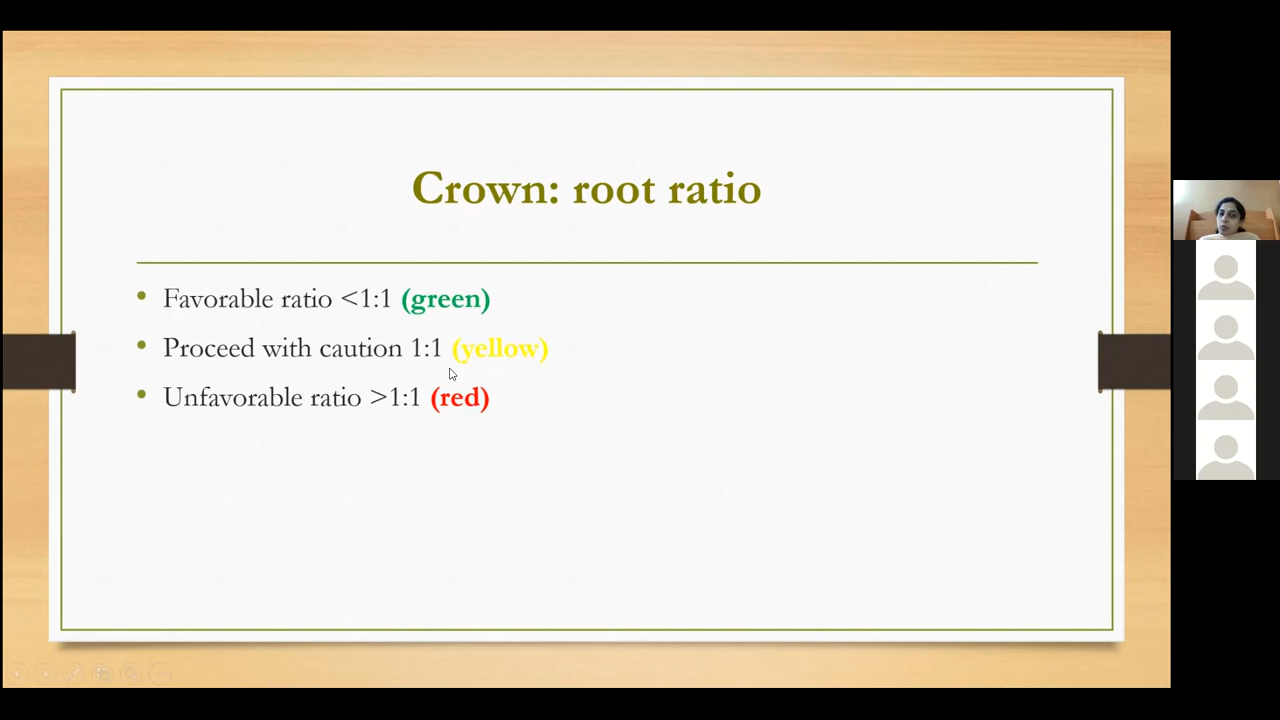 Crown: root ratio
• Favorable ratio <1:1 (green)
• Proceed with caution 1:1 (yellow)
• Unfavorable ratio >1:1 (red)